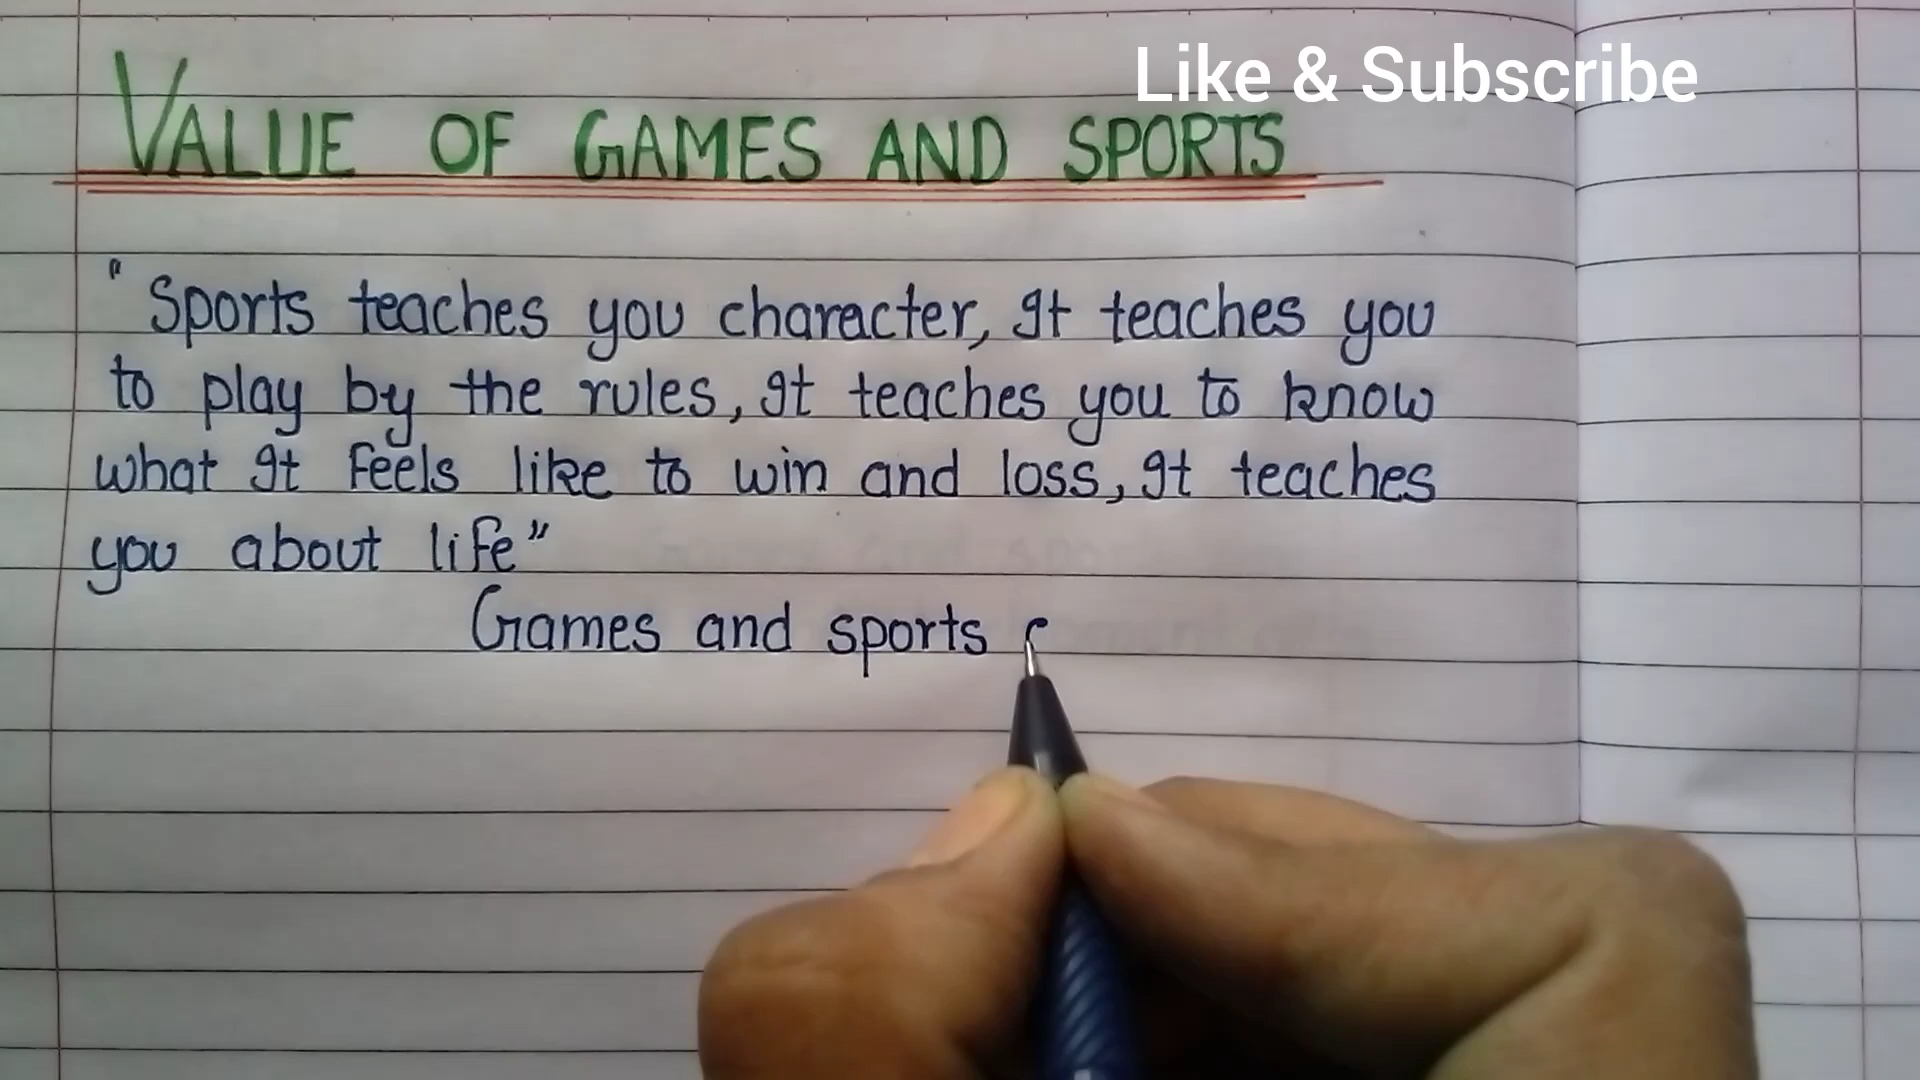 Like & Subscribe
VALUE OF GAMES AND SPORTS
"Sports teaches you character, It teaches you
to play by the rules, It teaches you to know
what It Feels like to win and loss, It teaches
you about life"
Games and sports